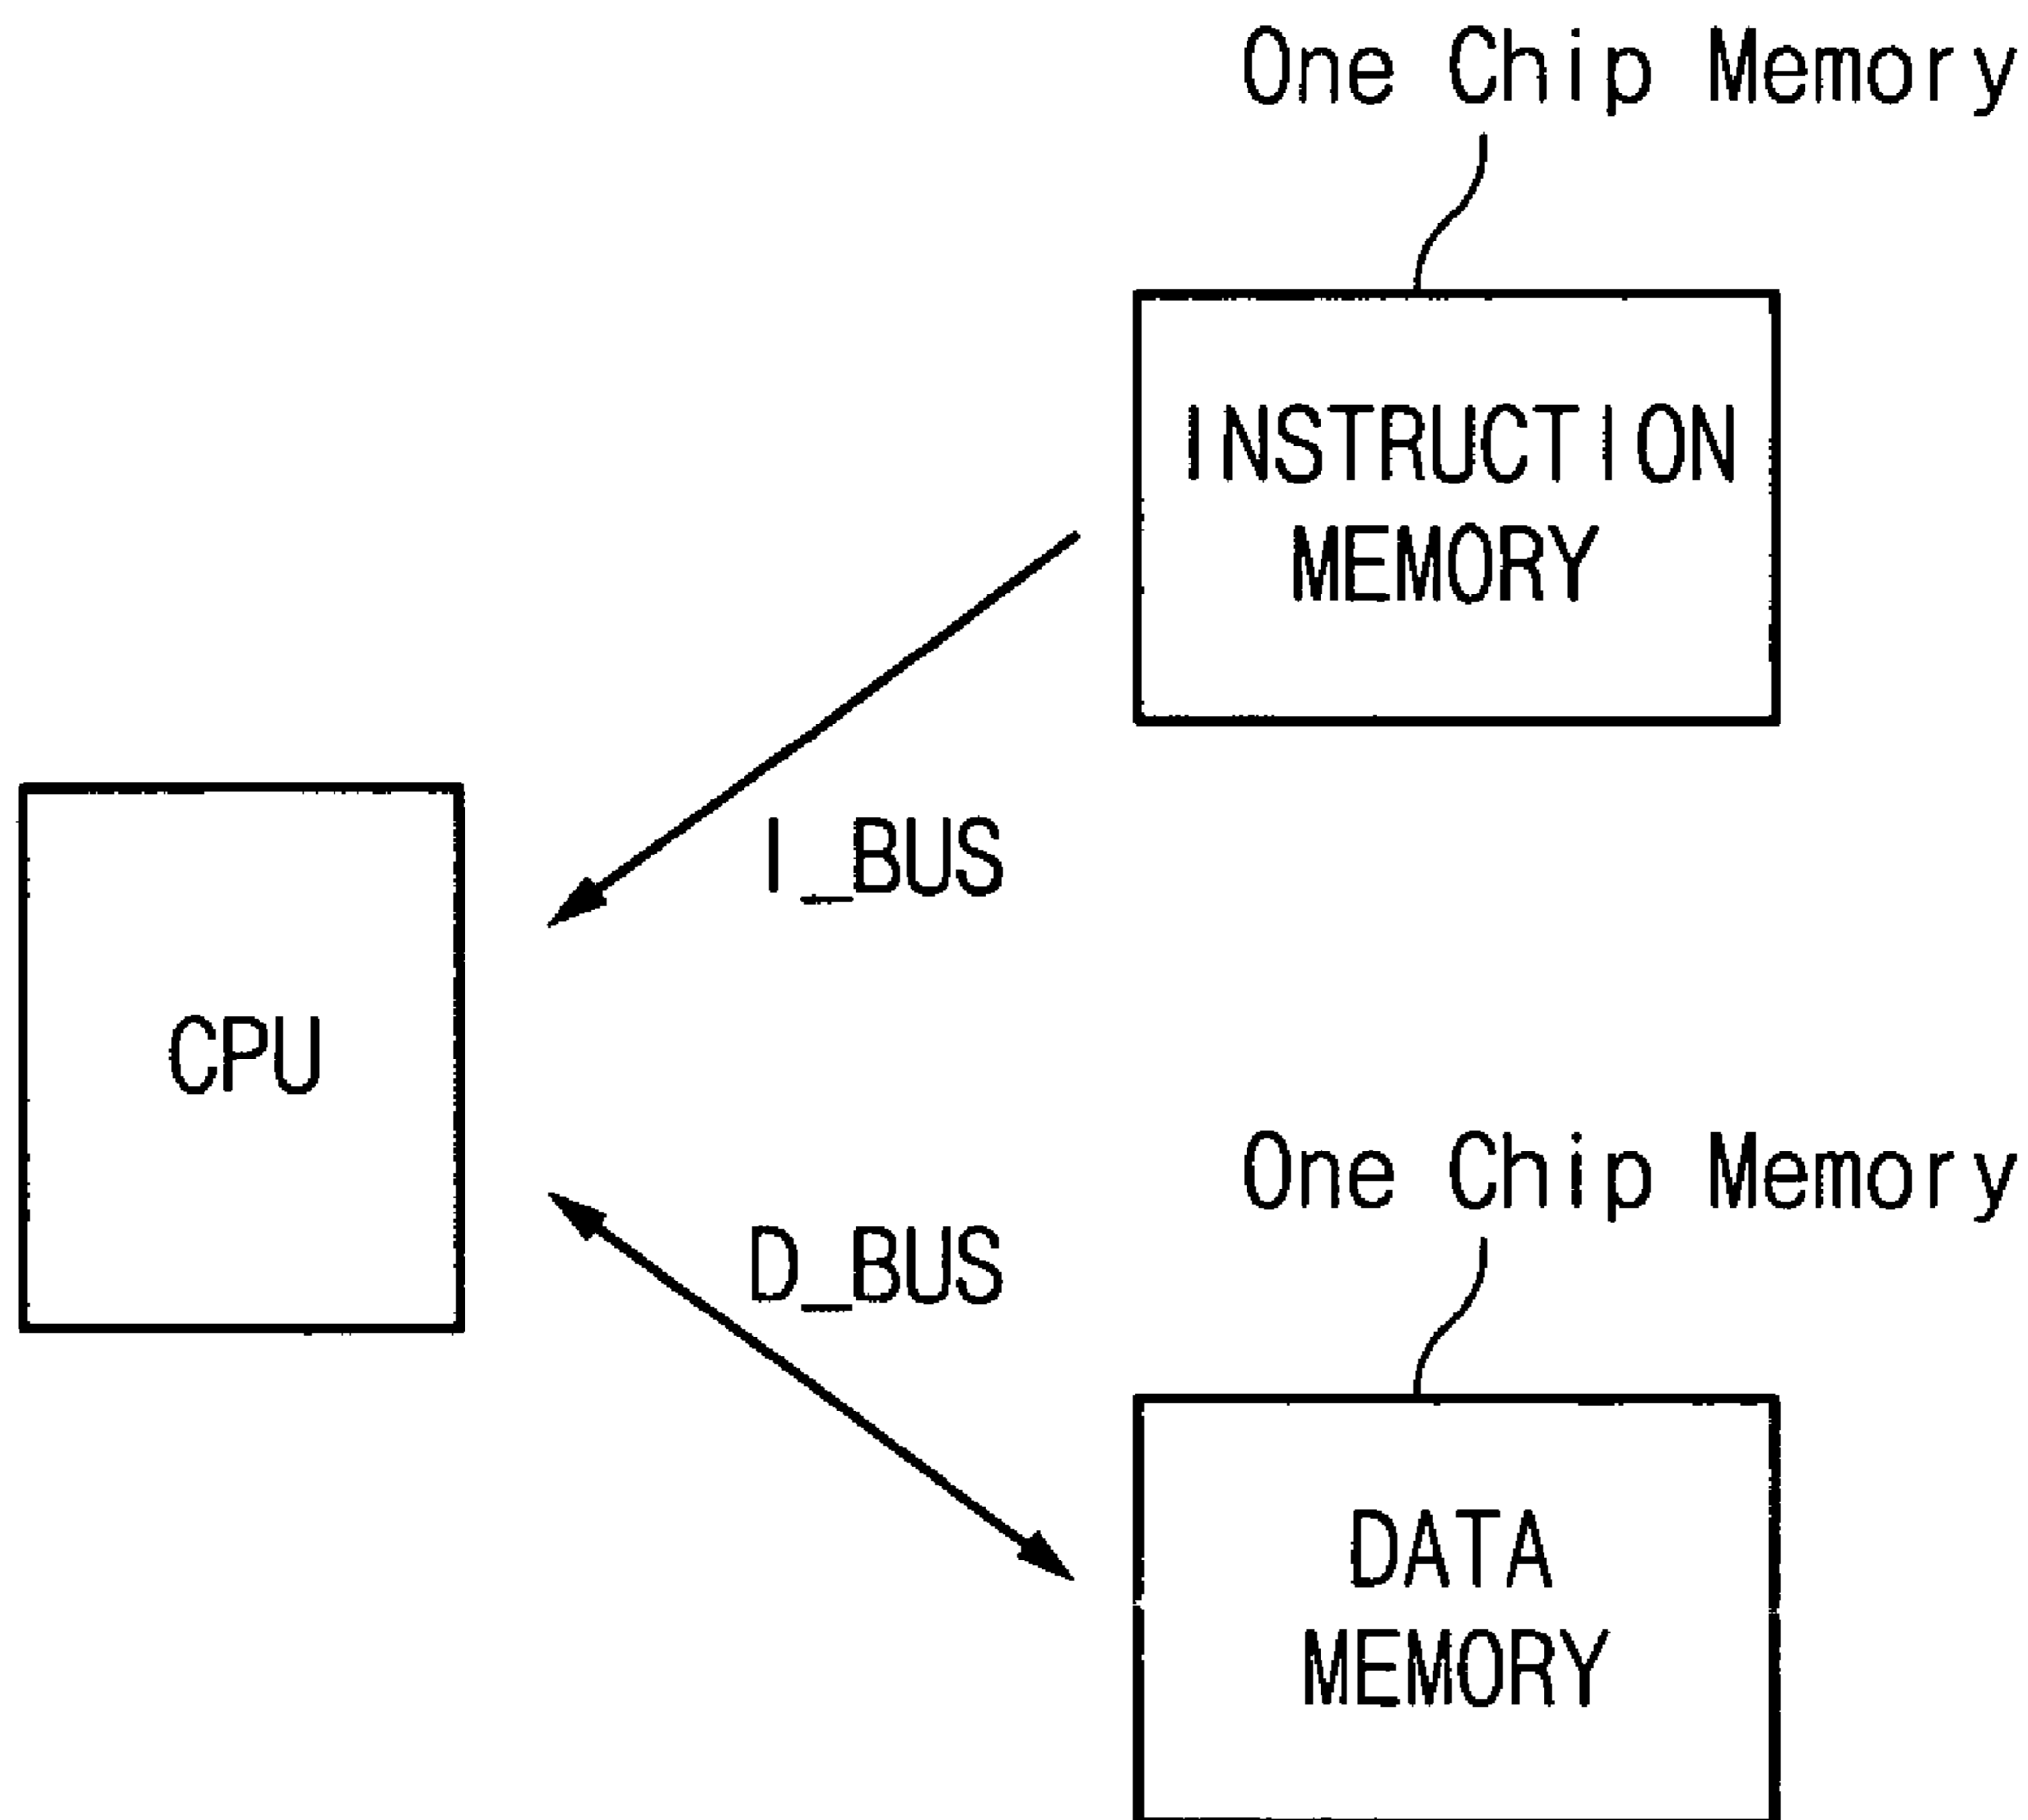 One Chip Memory
INSTRUCTION
MEMORY
I_BUS
CPU
One Chip Memory
D_BUS
DATA
MEMORY